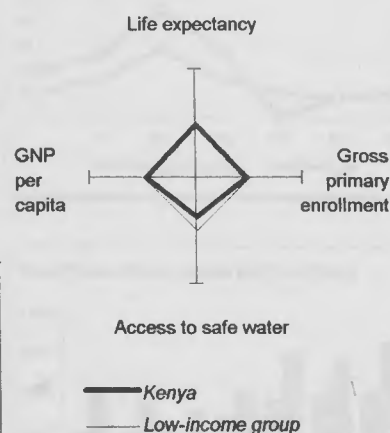 Life expectancy
GNP
per
capita
Gross
primary
enrollment
Access to safe water
Kenya
Low-income group